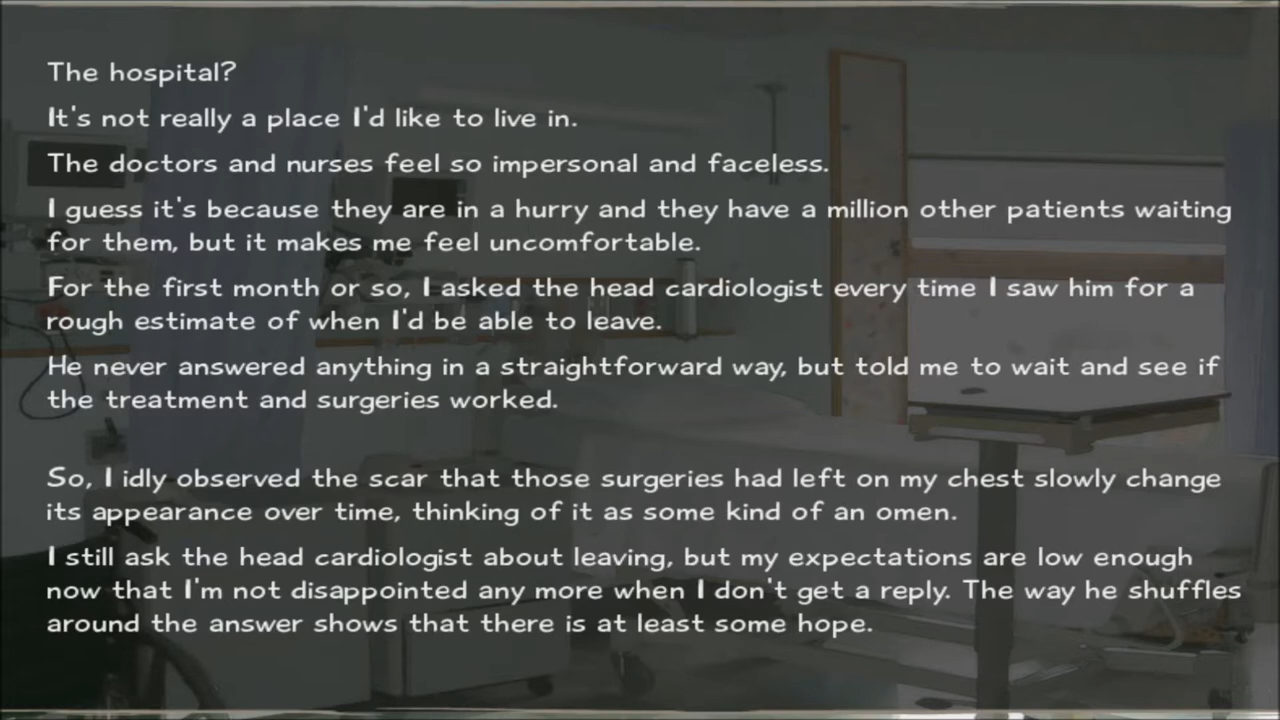 The hospital?
It's not really a place I'd like to live in.
The doctors and nurses feel so impersonal and faceless.
I guess it's because they are in a hurry and they have a million other patients waiting
for them, but it makes me feel uncomfortable.
For the first month or so, I asked the head cardiologist every time I saw him for a
rough estimate of when I'd be able to leave.
He never answered anything in a straightforward way, but told me to wait and see if
the treatment and surgeries worked.
So, I idly observed the scar that those surgeries had left on my chest slowly change
its appearance over time, thinking of it as some kind of an omen.
I still ask the head cardiologist about leaving, but my expectations are low enough
now that I'm not disappointed any more when I don't get a reply. The way he shuffles
around the answer shows that there is at least some hope.